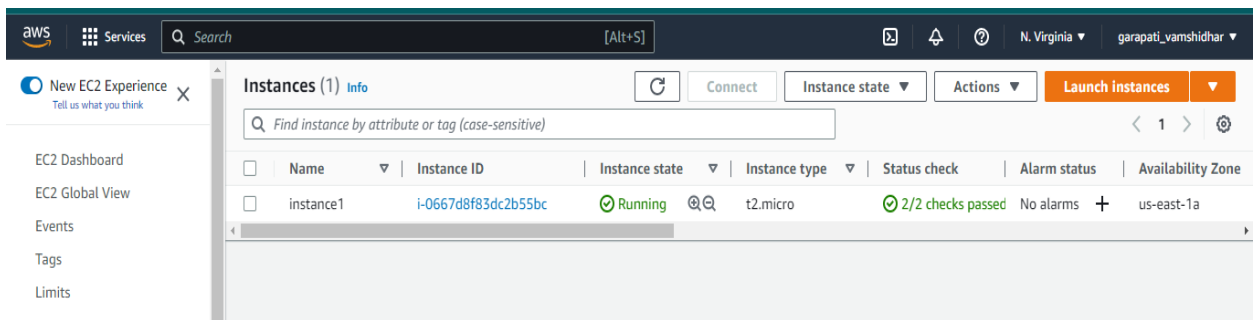 aws Services Search [Alt+S] N. Virginia garapati_vamshidhar
New EC2 Experience
Tell us what you think
EC2 Dashboard
EC2 Global View
Events
Tags
Limits
Instances (1) Info Connect Instance state Actions Launch instances
Find instance by attribute or tag (case-sensitive) 1
Name Instance ID Instance state Instance type Status check Alarm status Availability Zone
instance1 i-0667d8f83dc2b55bc Running t2.micro 2/2 checks passed No alarms + us-east-1a